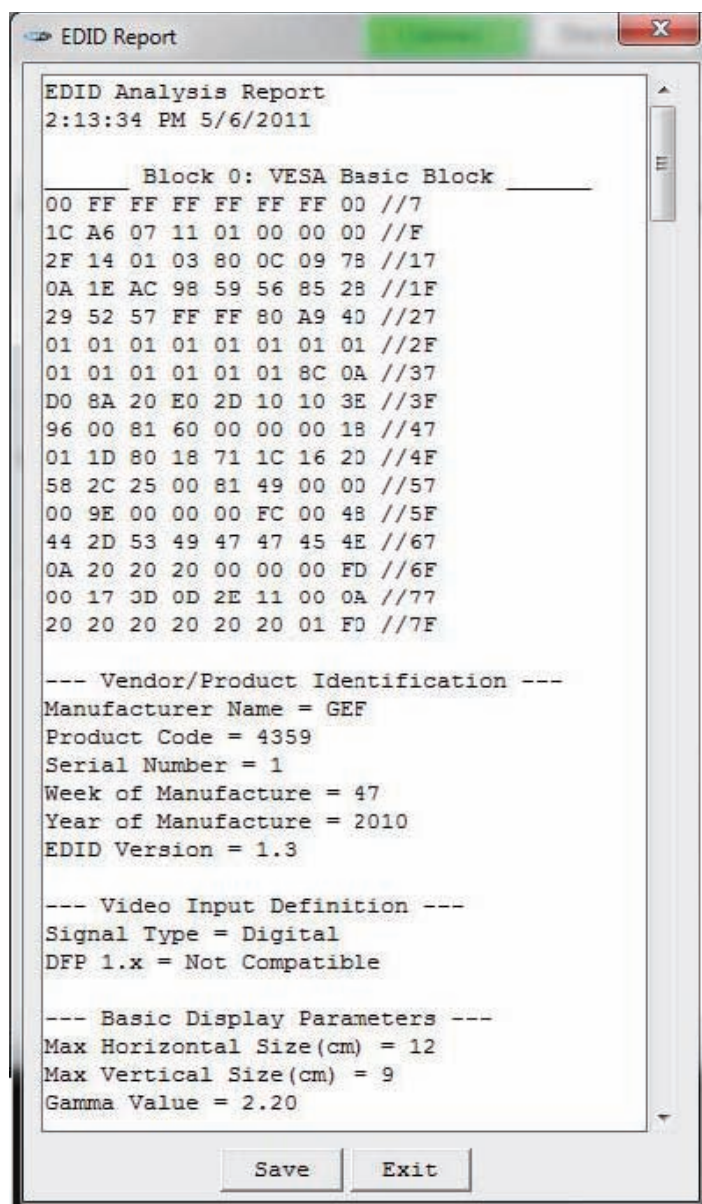 EDID Report
EDID Analysis Report
2:13:34 PM 5/6/2011
______ Block 0: VESA Basic Block ______
00 FF FF FF FF FF FF 00 //7
1C A6 07 11 01 00 00 00 //F
2F 14 01 03 80 0C 09 78 //17
0A 1E AC 98 59 56 85 28 //1F
29 52 57 FF FF 80 A9 40 //27
01 01 01 01 01 01 01 01 //2F
01 01 01 01 01 01 8C 0A //37
D0 8A 20 E0 2D 10 10 3E //3F
96 00 81 60 00 00 00 18 //47
01 1D 80 18 71 1C 16 20 //4F
58 2C 25 00 81 49 00 00 //57
00 9E 00 00 00 FC 00 48 //5F
44 2D 53 49 47 47 45 4E //67
0A 20 20 20 00 00 00 FD //6F
00 17 3D 0D 2E 11 00 0A //77
20 20 20 20 20 20 01 F0 //7F
--- Vendor/Product Identification ---
Manufacturer Name = GEF
Product Code = 4359
Serial Number = 1
Week of Manufacture = 47
Year of Manufacture = 2010
EDID Version = 1.3
--- Video Input Definition ---
Signal Type = Digital
DFP 1.x = Not Compatible
--- Basic Display Parameters ---
Max Horizontal Size(cm) = 12
Max Vertical Size(cm) = 9
Gamma Value = 2.20
Save
Exit